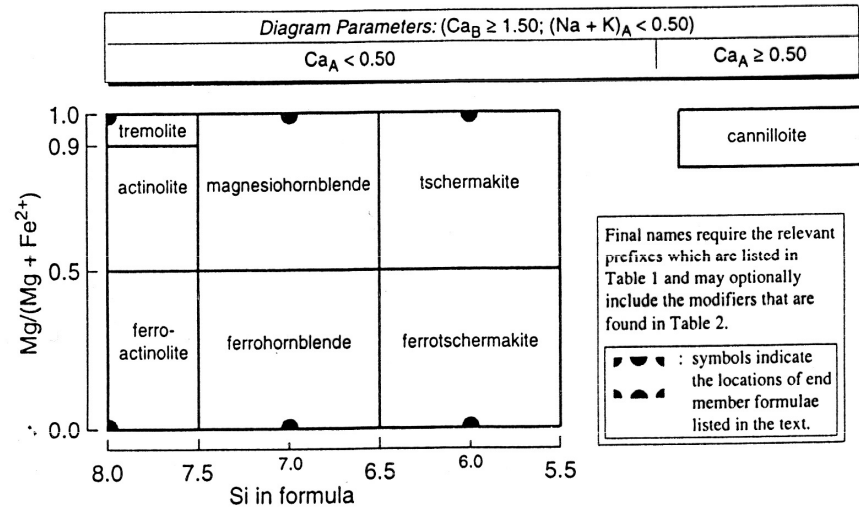 Diagram Parameters: (CaB ≥ 1.50; (Na + K)A < 0.50)
CaA < 0.50
CaA ≥ 0.50
Mg/(Mg + Fe2+)
1.0
0.9
0.5
0.0
tremolite
actinolite
magnesiohornblende
tschermakite
ferro-
actinolite
ferrohornblende
ferrotschermakite
8.0
7.5
7.0
6.5
6.0
5.5
Si in formula
cannilloite
Final names require the relevant
prefixes which are listed in
Table 1 and may optionally
include the modifiers that are
found in Table 2.
: symbols indicate
the locations of end
member formulae
listed in the text.